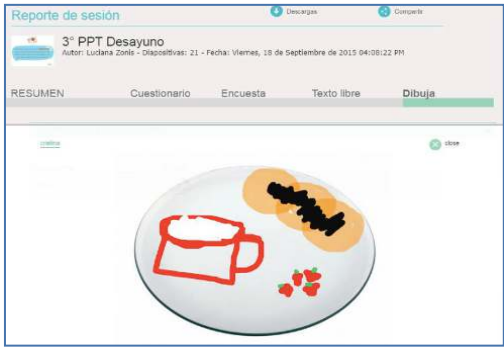 Reporte de sesión
Descargas
Compartir
3° PPT Desayuno
Autor: Luciana Zonis - Diapositivas: 21 - Fecha: Viernes, 18 de Septiembre de 2015 04:08:22 PM
RESUMEN Cuestionario Encuesta Texto libre Dibuja
close